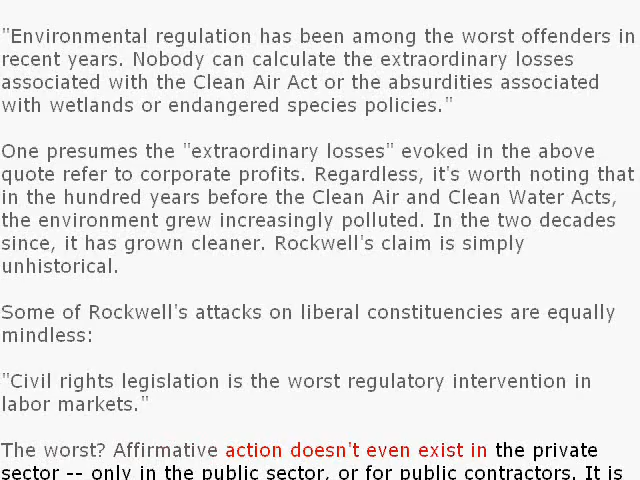 "Environmental regulation has been among the worst offenders in
recent years. Nobody can calculate the extraordinary losses
associated with the Clean Air Act or the absurdities associated
with wetlands or endangered species policies."
One presumes the "extraordinary losses" evoked in the above
quote refer to corporate profits. Regardless, it's worth noting that
in the hundred years before the Clean Air and Clean Water Acts,
the environment grew increasingly polluted. In the two decades
since, it has grown cleaner. Rockwell's claim is simply
unhistorical.
Some of Rockwell's attacks on liberal constituencies are equally
mindless:
"Civil rights legislation is the worst regulatory intervention in
labor markets."
The worst? Affirmative action doesn't even exist in the private
sector -- only in the public sector, or for public contractors. It is